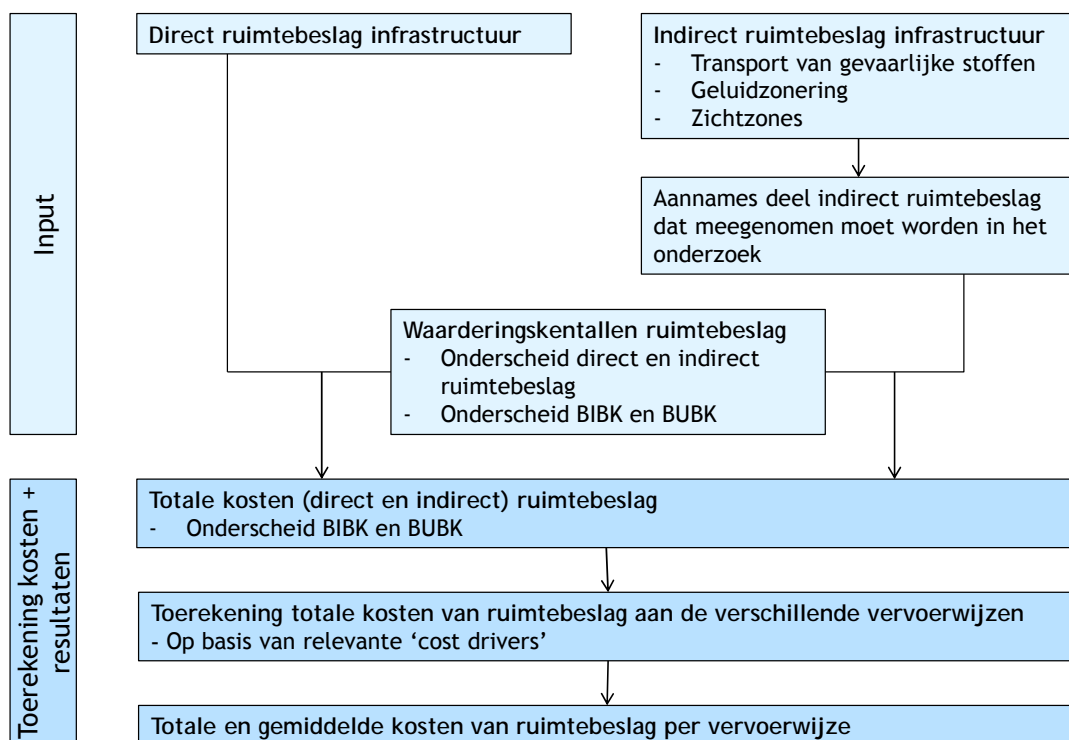 Input
Direct ruimtebeslag infrastructuur
Indirect ruimtebeslag infrastructuur
- Transport van gevaarlijke stoffen
- Geluidzonering
- Zichtzones
Aannames deel indirect ruimtebeslag
dat meegenomen moet worden in het
onderzoek
Waarderingskentallen ruimtebeslag
- Onderscheid direct en indirect
ruimtebeslag
- Onderscheid BIBK en BUBK
Toerekening kosten +
resultaten
Totale kosten (direct en indirect) ruimtebeslag
- Onderscheid BIBK en BUBK
Toerekening totale kosten van ruimtebeslag aan de verschillende vervoerwijzen
- Op basis van relevante ‘cost drivers’
Totale en gemiddelde kosten van ruimtebeslag per vervoerwijze